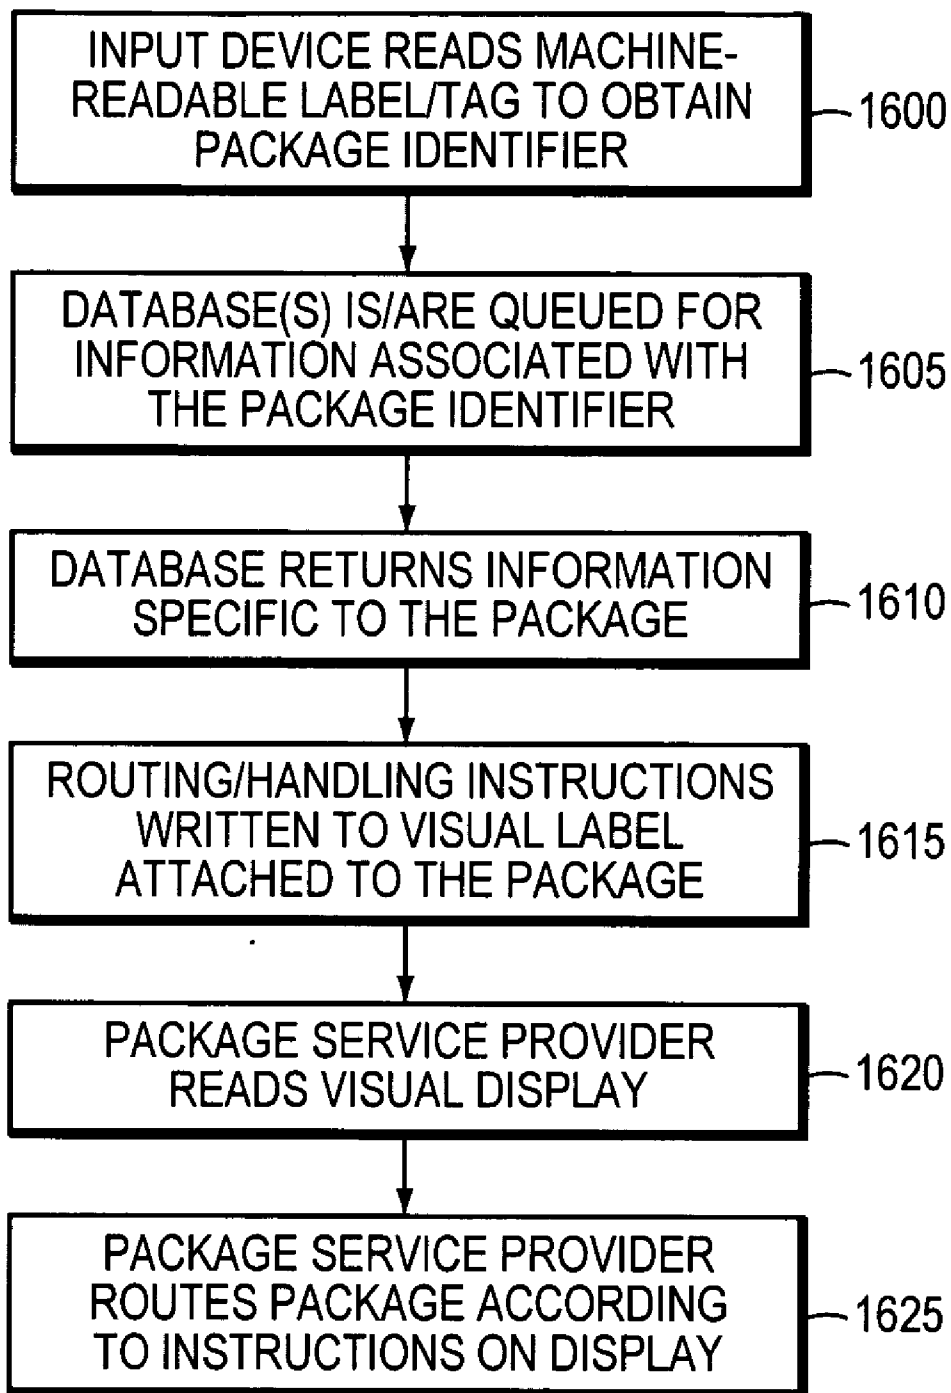 INPUT DEVICE READS MACHINE-
READABLE LABEL/TAG TO OBTAIN
PACKAGE IDENTIFIER
1600
DATABASE(S) IS/ARE QUEUED FOR
INFORMATION ASSOCIATED WITH
THE PACKAGE IDENTIFIER
1605
DATABASE RETURNS INFORMATION
SPECIFIC TO THE PACKAGE
1610
ROUTING/HANDLING INSTRUCTIONS
WRITTEN TO VISUAL LABEL
ATTACHED TO THE PACKAGE
1615
PACKAGE SERVICE PROVIDER
READS VISUAL DISPLAY
1620
PACKAGE SERVICE PROVIDER
ROUTES PACKAGE ACCORDING
TO INSTRUCTIONS ON DISPLAY
1625